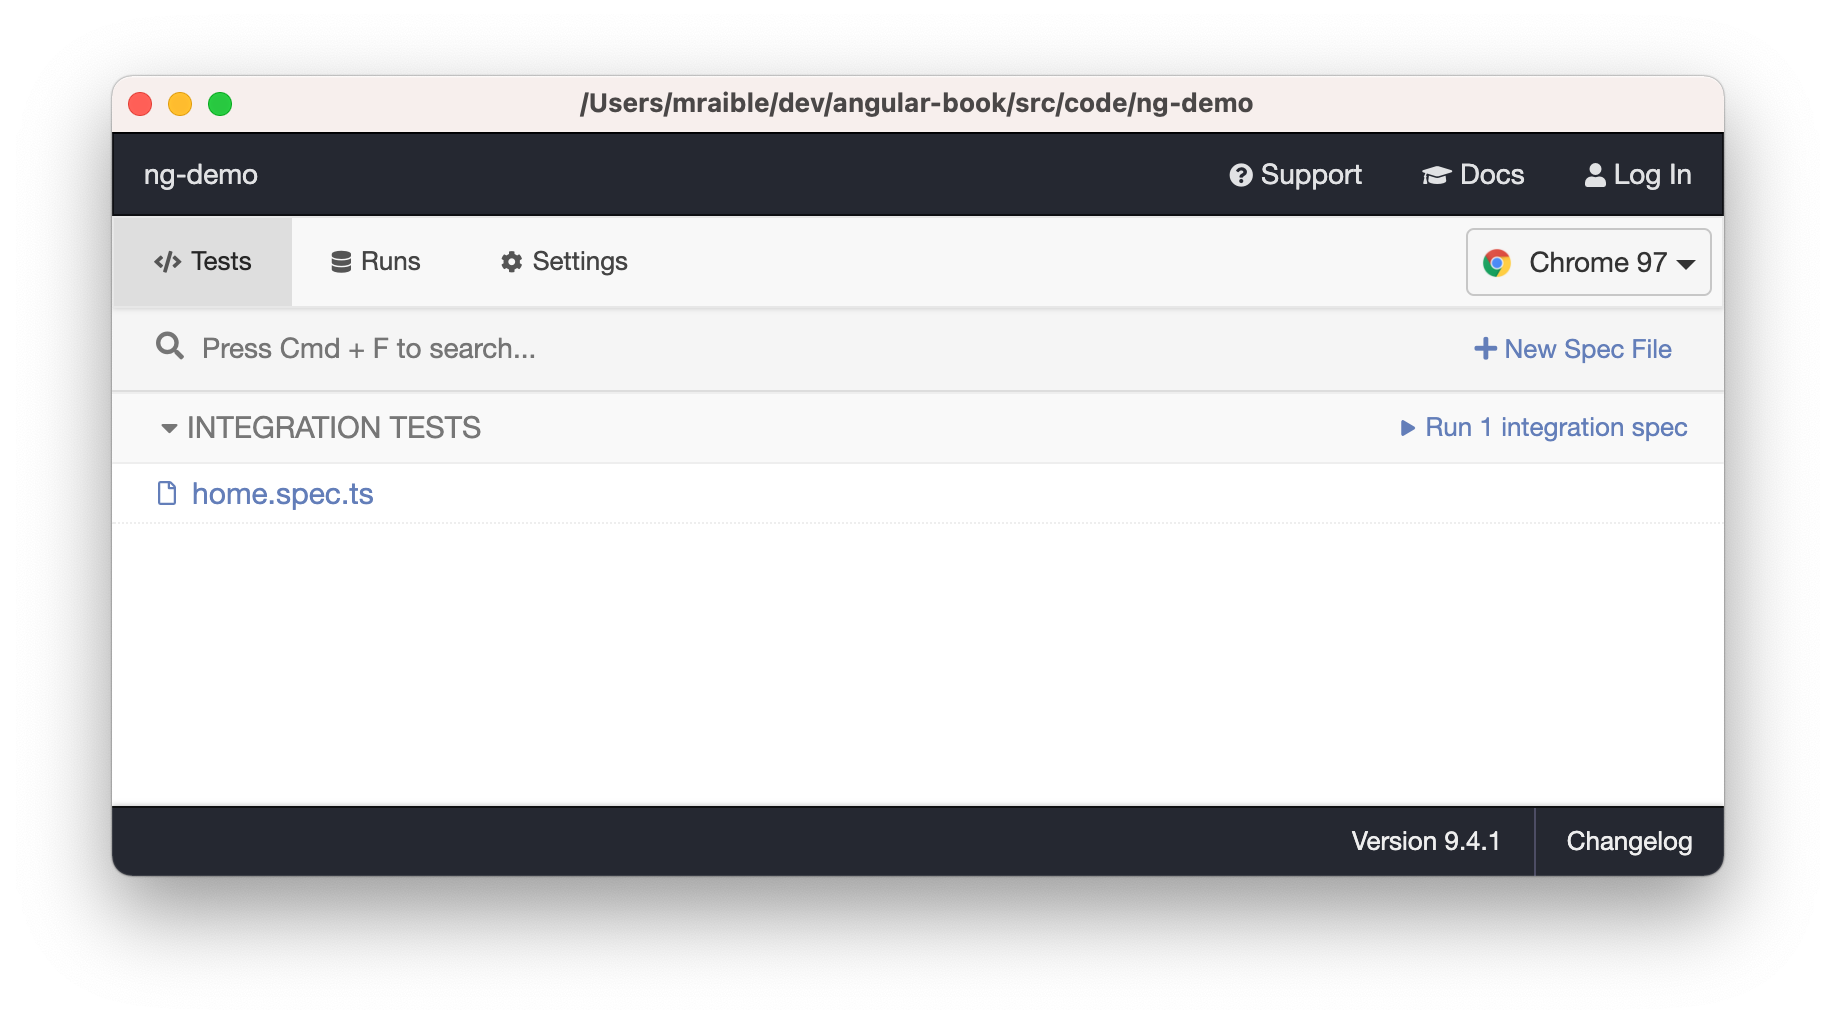 /Users/mraible/dev/angular-book/src/code/ng-demo
ng-demo Support Docs Log In
Tests Runs Settings Chrome 97
Press Cmd + F to search... New Spec File
INTEGRATION TESTS Run 1 integration spec
home.spec.ts
Version 9.4.1 Changelog